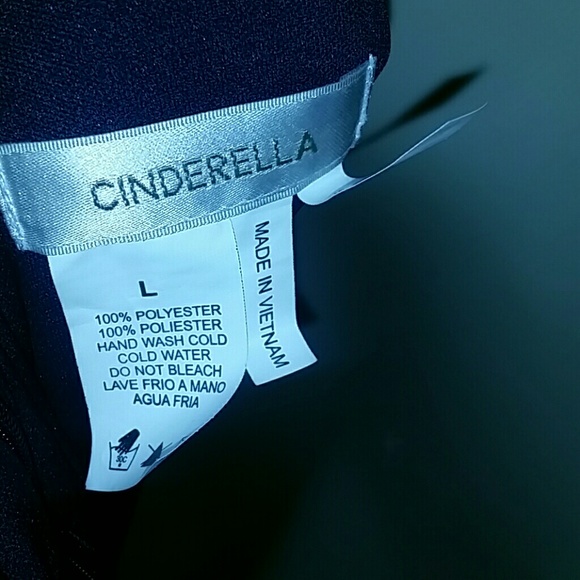 CINDERELLA
L
100% POLYESTER
100% POLIESTER
HAND WASH COLD
COLD WATER
DO NOT BLEACH
LAVE FRIO A MANO
AGUA FRIA
MADE IN VIETNAM